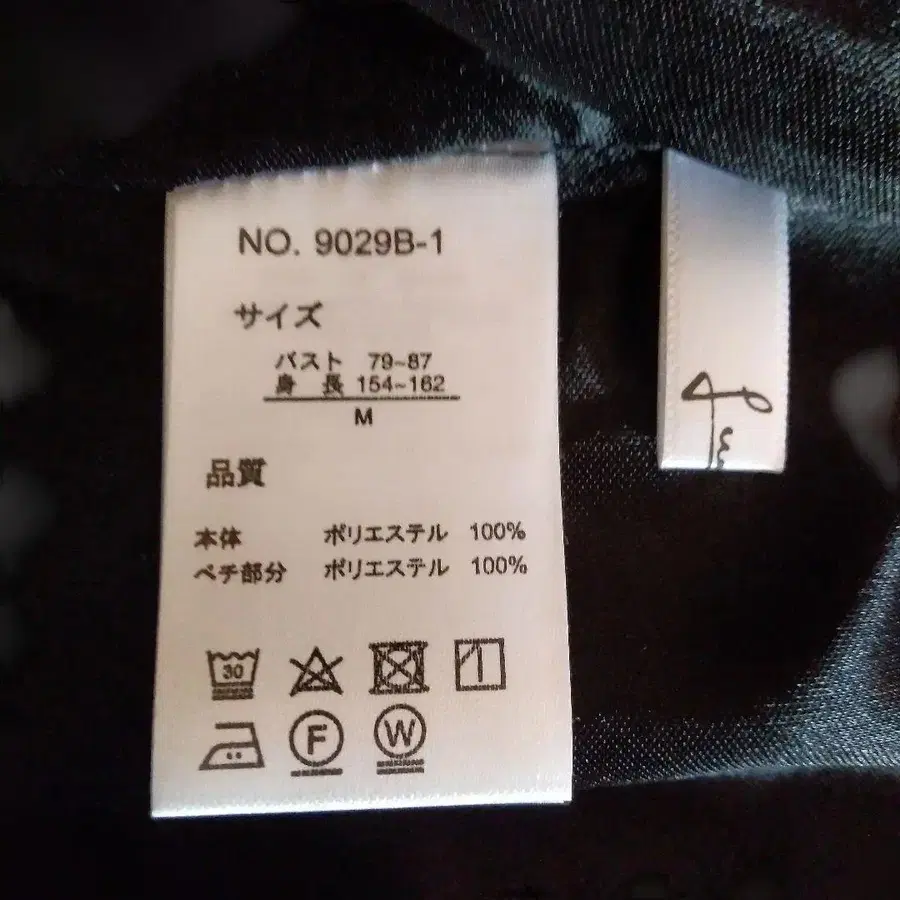 NO. 9029B-1
サイズ
バスト 79~87
身 長 154~162
M
品質
本体 ポリエステル 100%
ペチ部分 ポリエステル 100%
30
F
W